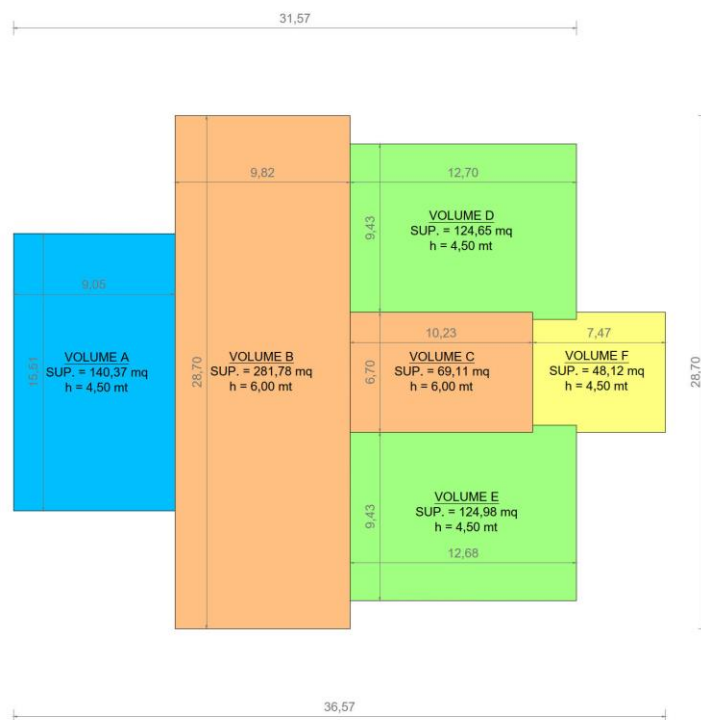 31,57
9,82
12,70
9,43
VOLUME D
SUP. = 124,65 mq
h = 4,50 mt
9,05
15,51
VOLUME A
SUP. = 140,37 mq
h = 4,50 mt
28,70
VOLUME B
SUP. = 281,78 mq
h = 6,00 mt
10,23
6,70
VOLUME C
SUP. = 69,11 mq
h = 6,00 mt
7,47
VOLUME F
SUP. = 48,12 mq
h = 4,50 mt
28,70
9,43
VOLUME E
SUP. = 124,98 mq
h = 4,50 mt
12,68
36,57